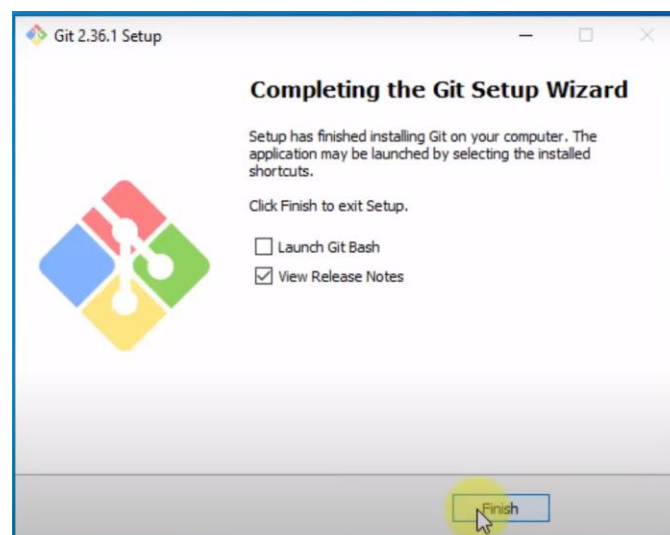 Git 2.36.1 Setup
Completing the Git Setup Wizard
Setup has finished installing Git on your computer. The
application may be launched by selecting the installed
shortcuts.
Click Finish to exit Setup.
Launch Git Bash
View Release Notes
Finish